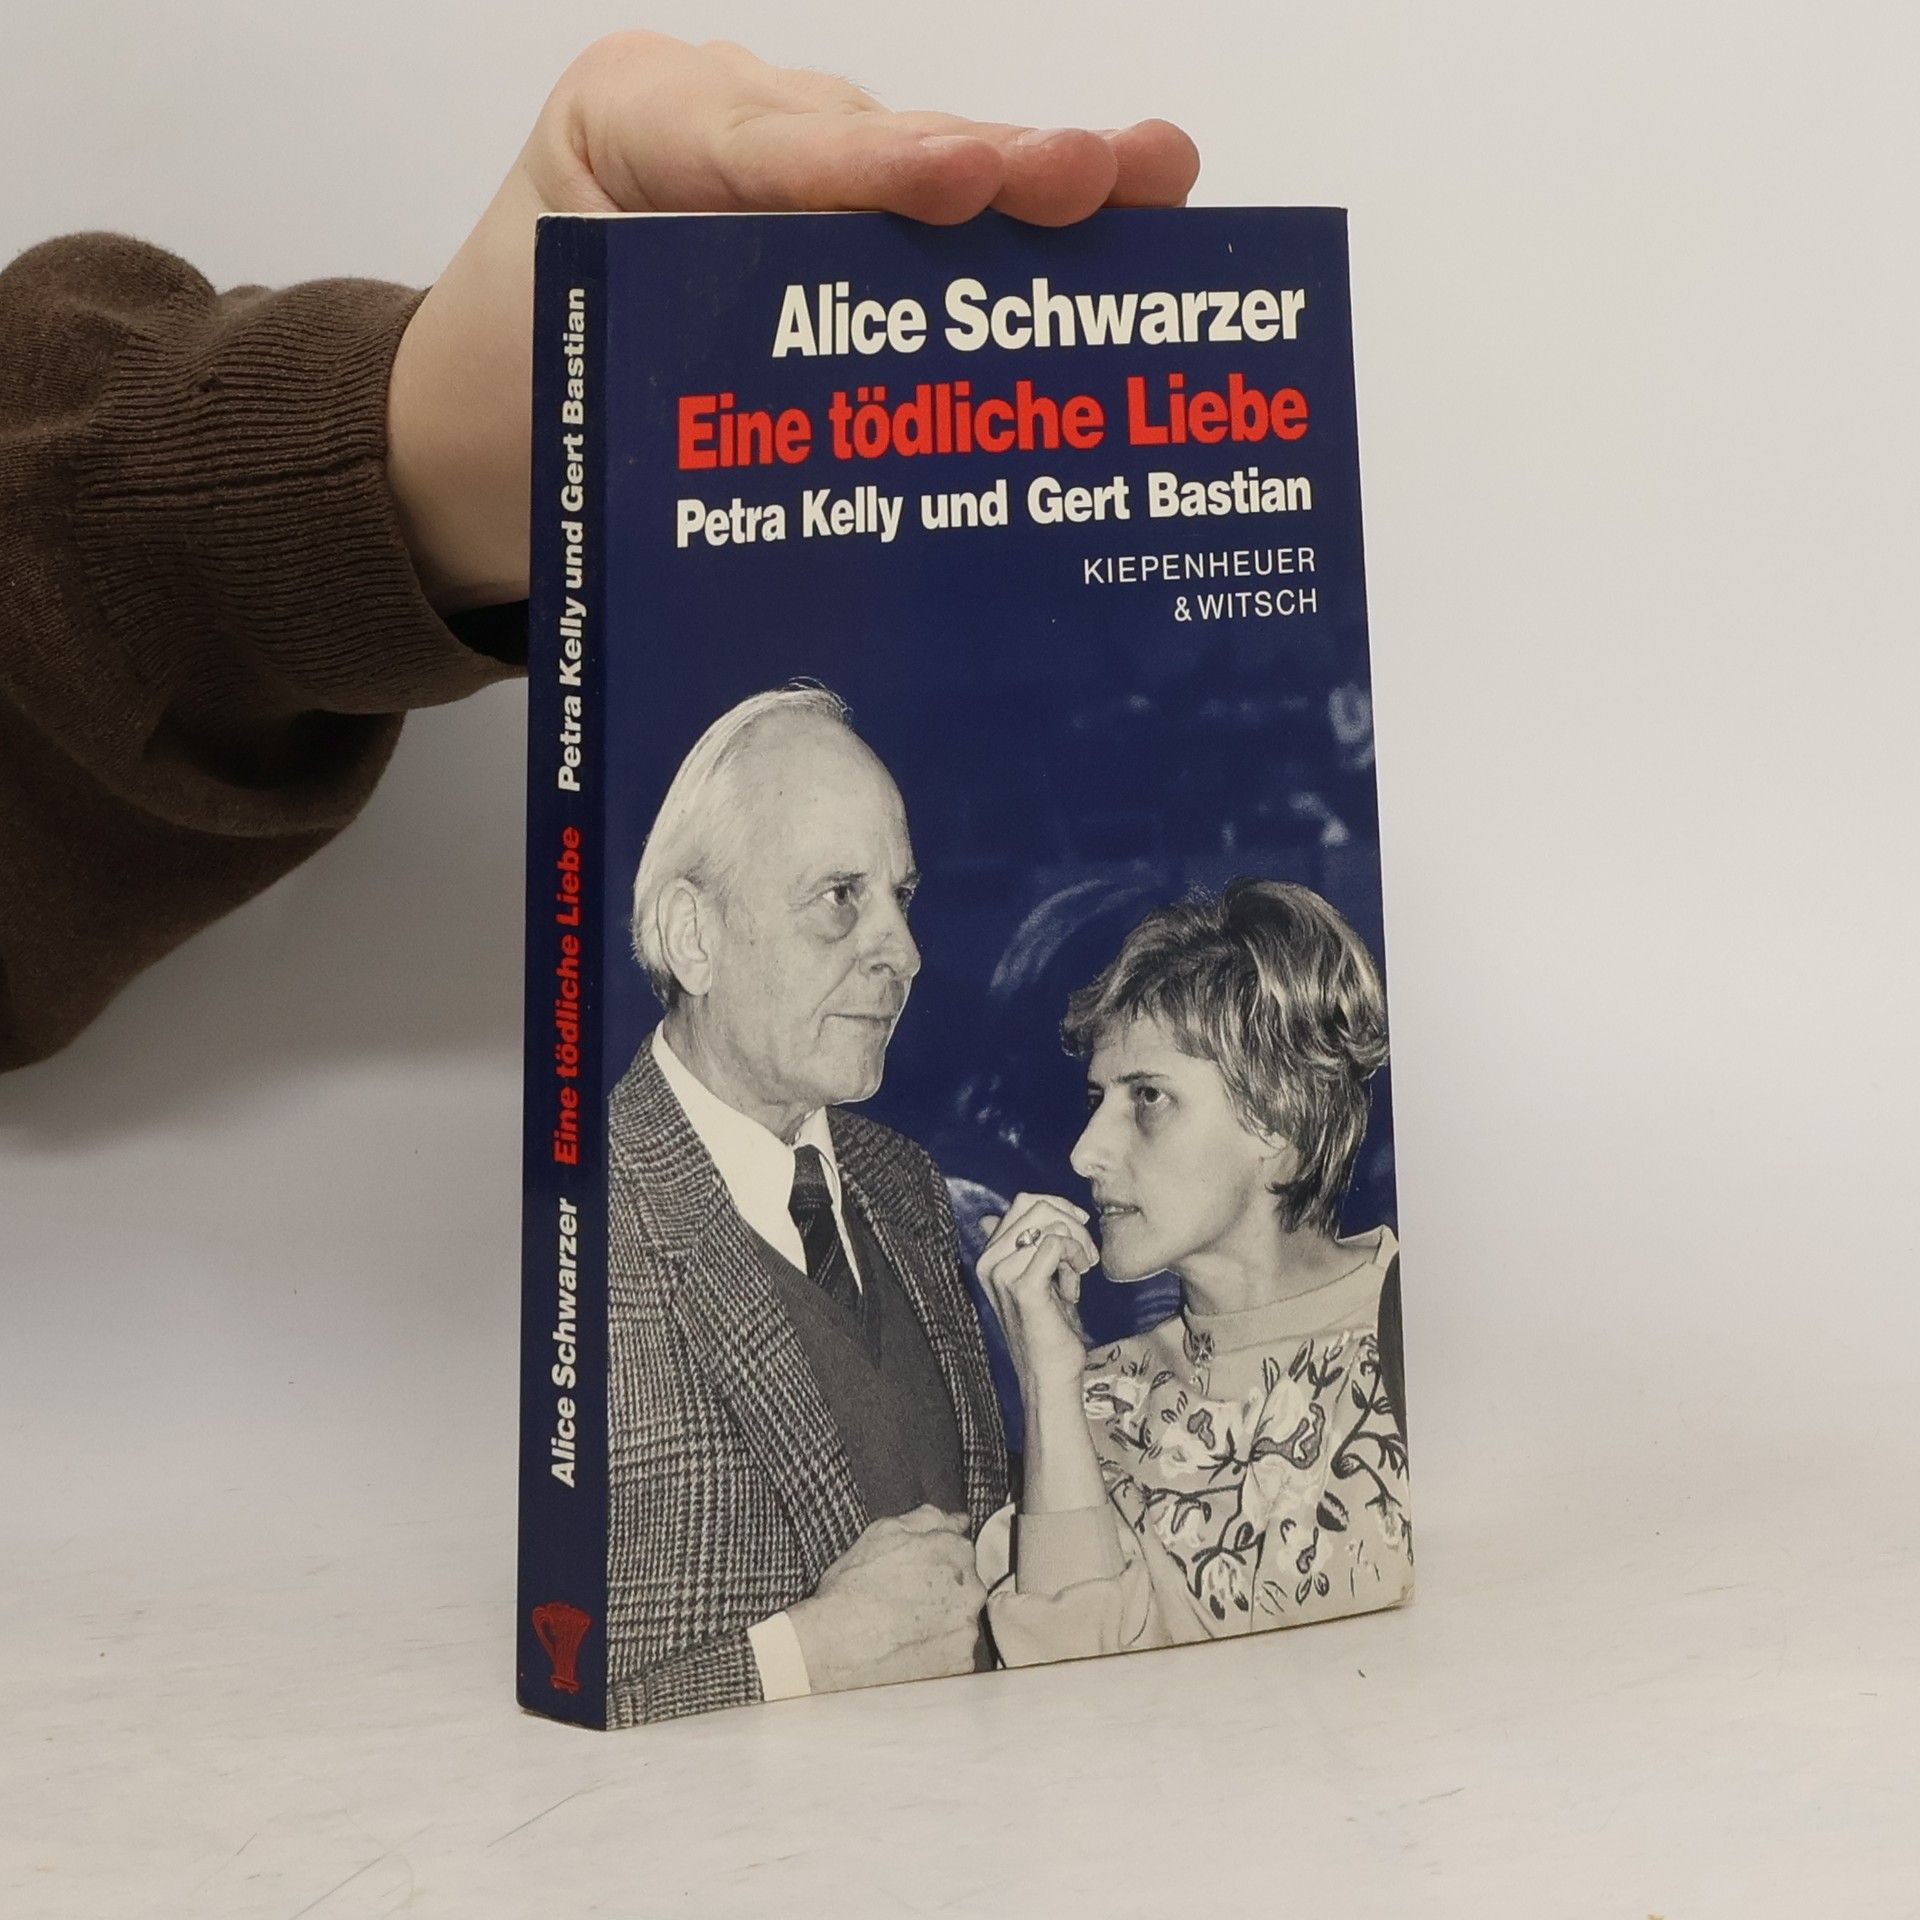 Alice Schwarzer
Eine tödliche Liebe
Petra Kelly und Gert Bastian
KIEPENHEUER
& WITSCH
Alice Schwarzer Eine tödliche Liebe Petra Kelly und Gert Bastian